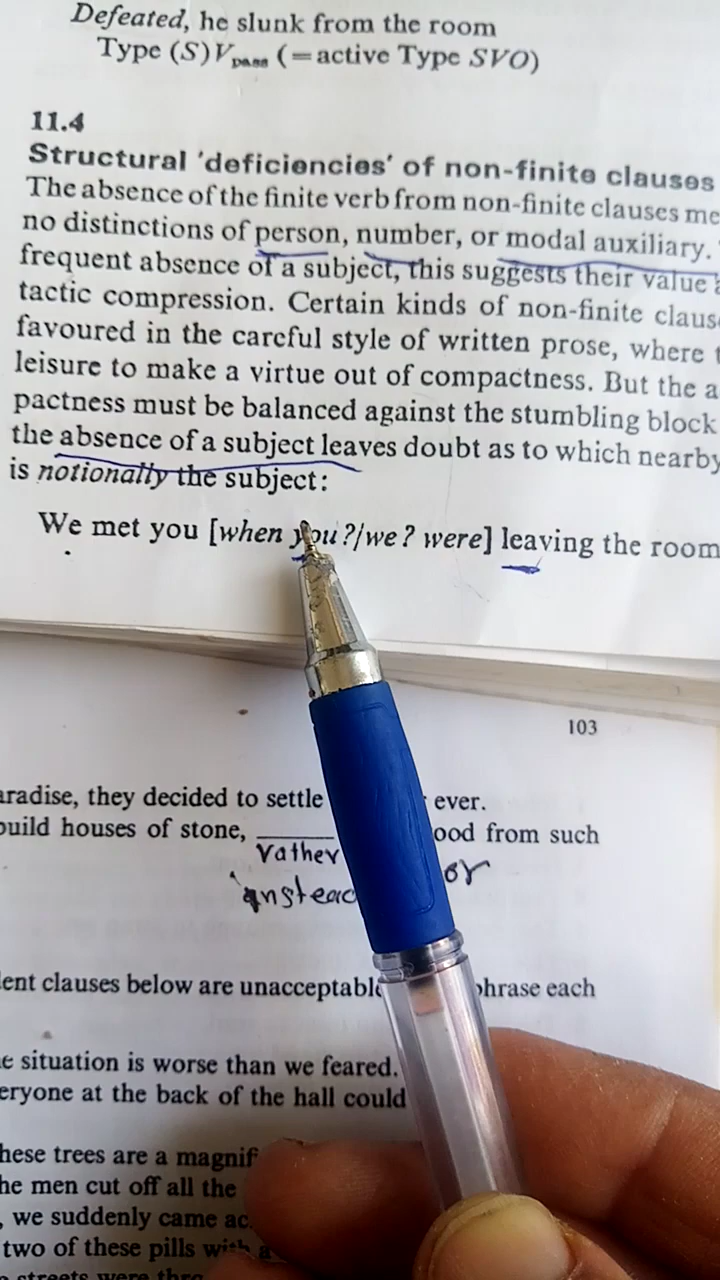 Defeated, he slunk from the room
Type (S)Vpass (=active Type SVO)
11.4
Structural 'deficiencies' of non-finite clauses
The absence of the finite verb from non-finite clauses me
no distinctions of person, number, or modal auxiliary.
frequent absence of a subject, this suggests their value a
tactic compression. Certain kinds of non-finite claus
favoured in the careful style of written prose, where t
leisure to make a virtue out of compactness. But the a
pactness must be balanced against the stumbling block
the absence of a subject leaves doubt as to which nearby
is notionally the subject:
We met you [when you?/we? were] leaving the room
103
aradise, they decided to settle ever.
build houses of stone, ______ ood from such
rather
instead or
ent clauses below are unacceptable phrase each
e situation is worse than we feared.
eryone at the back of the hall could
hese trees are a magnif
he men cut off all the
, we suddenly came ac
two of these pills with a
streets were thro